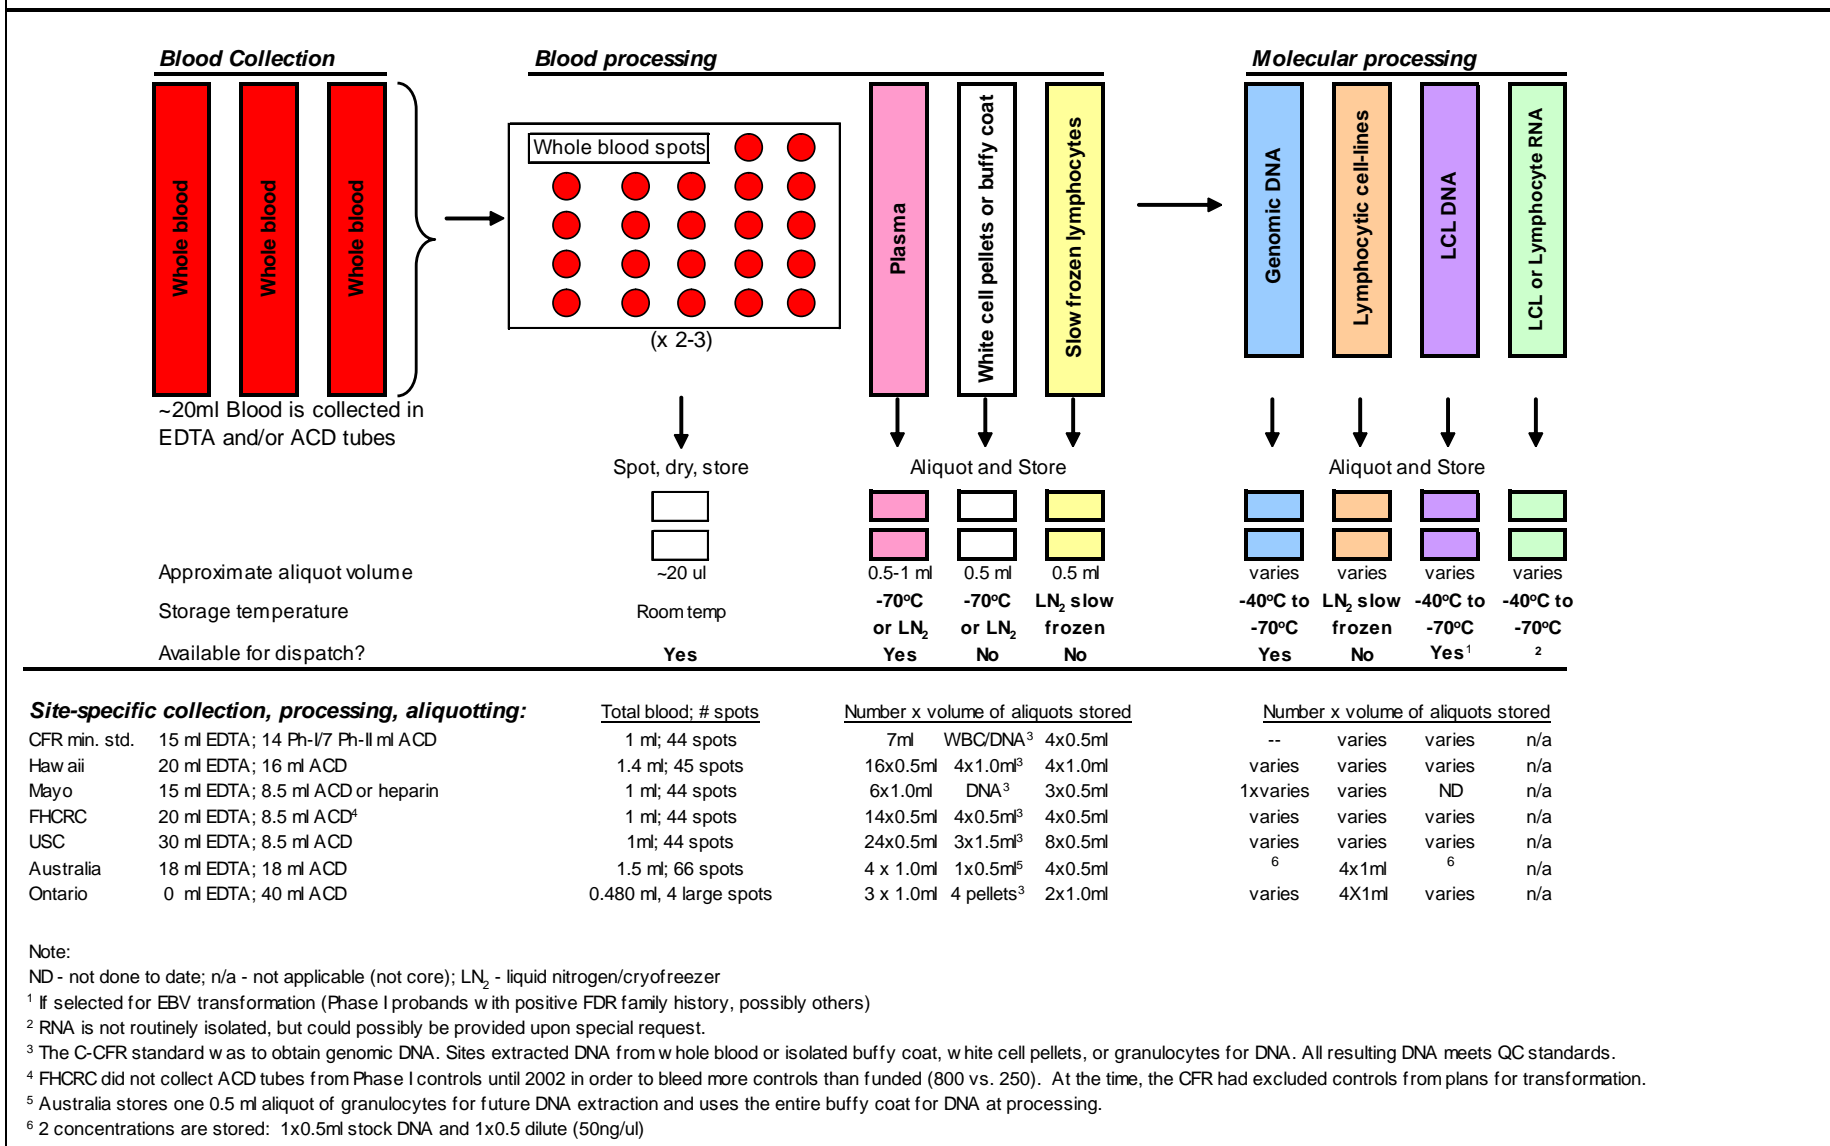 Blood Collection Blood processing Molecular processing
Whole blood
Whole blood
Whole blood
Whole blood spots
(x 2-3)
Plasma
White cell pellets or buffy coat
Slow frozen lymphocytes
Genomic DNA
Lymphocytic cell-lines
LCL DNA
LCL or Lymphocyte RNA
~20ml Blood is collected in
EDTA and/or ACD tubes
Spot, dry, store Aliquot and Store Aliquot and Store
Approximate aliquot volume ~20 ul 0.5-1 ml 0.5 ml 0.5 ml varies varies varies varies
Storage temperature Room temp -70°C -70°C LN₂ slow -40°C to LN₂ slow -40°C to -40°C to
or LN₂ or LN₂ frozen -70°C frozen -70°C -70°C
Available for dispatch? Yes Yes No No Yes No Yes¹ ²
Site-specific collection, processing, aliquotting: Total blood; # spots Number x volume of aliquots stored Number x volume of aliquots stored
CFR min. std. 15 ml EDTA; 14 Ph-I/7 Ph-II ml ACD 1 ml; 44 spots 7ml WBC/DNA³ 4x0.5ml -- varies varies n/a
Hawaii 20 ml EDTA; 16 ml ACD 1.4 ml; 45 spots 16x0.5ml 4x1.0ml³ 4x1.0ml varies varies varies n/a
Mayo 15 ml EDTA; 8.5 ml ACD or heparin 1 ml; 44 spots 6x1.0ml DNA³ 3x0.5ml 1xvaries varies ND n/a
FHCRC 20 ml EDTA; 8.5 ml ACD⁴ 1 ml; 44 spots 14x0.5ml 4x0.5ml³ 4x0.5ml varies varies varies n/a
USC 30 ml EDTA; 8.5 ml ACD 1ml; 44 spots 24x0.5ml 3x1.5ml³ 8x0.5ml varies varies varies n/a
Australia 18 ml EDTA; 18 ml ACD 1.5 ml; 66 spots 4 x 1.0ml 1x0.5ml⁵ 4x0.5ml ⁶ 4x1ml ⁶ n/a
Ontario 0 ml EDTA; 40 ml ACD 0.480 ml, 4 large spots 3 x 1.0ml 4 pellets³ 2x1.0ml varies 4X1ml varies n/a
Note:
ND - not done to date; n/a - not applicable (not core); LN₂ - liquid nitrogen/cryofreezer
¹ If selected for EBV transformation (Phase I probands with positive FDR family history, possibly others)
² RNA is not routinely isolated, but could possibly be provided upon special request.
³ The C-CFR standard was to obtain genomic DNA. Sites extracted DNA from whole blood or isolated buffy coat, white cell pellets, or granulocytes for DNA. All resulting DNA meets QC standards.
⁴ FHCRC did not collect ACD tubes from Phase I controls until 2002 in order to bleed more controls than funded (800 vs. 250). At the time, the CFR had excluded controls from plans for transformation.
⁵ Australia stores one 0.5 ml aliquot of granulocytes for future DNA extraction and uses the entire buffy coat for DNA at processing.
⁶ 2 concentrations are stored: 1x0.5ml stock DNA and 1x0.5 dilute (50ng/ul)